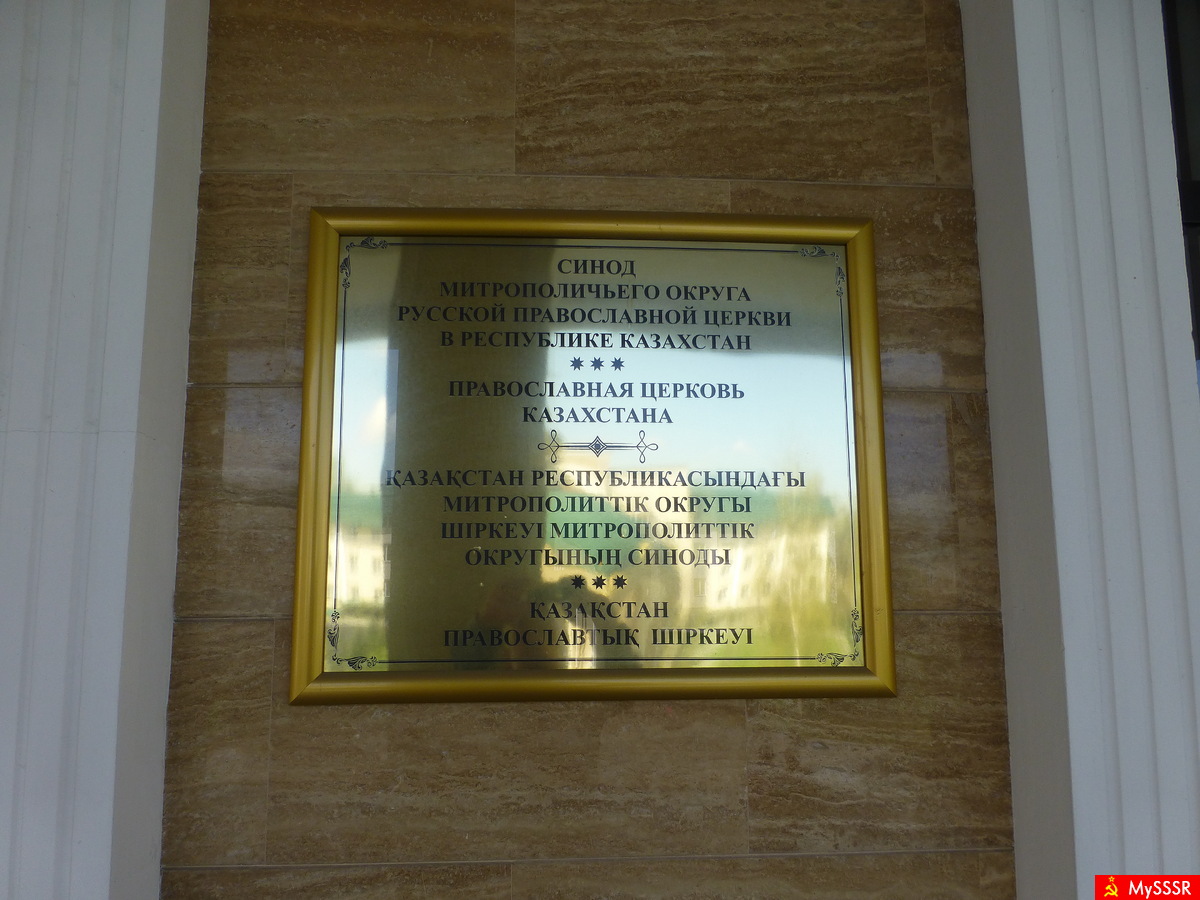 СИНОД
МИТРОПОЛИЧЬЕГО ОКРУГА
РУССКОЙ ПРАВОСЛАВНОЙ ЦЕРКВИ
В РЕСПУБЛИКЕ КАЗАХСТАН
ПРАВОСЛАВНАЯ ЦЕРКОВЬ
КАЗАХСТАНА
ҚАЗАҚСТАН РЕСПУБЛИКАСЫНДАҒЫ
МИТРОПОЛИТТІК ОКРУГЫ
ШІРКЕУІ МИТРОПОЛИТТІК
ОКРУГЫНЫҢ СИНОДЫ
ҚАЗАҚСТАН
ПРАВОСЛАВТЫҚ ШІРКЕУІ
MySSSR